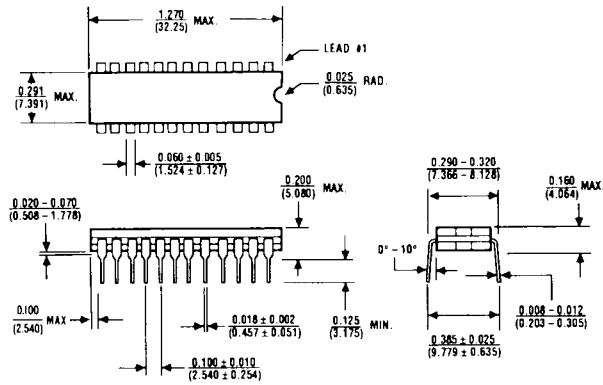 1.270
(32.25) MAX.
LEAD #1
0.291
(7.391) MAX.
0.025
(0.635) RAD.
0.060 ± 0.005
(1.524 ± 0.127)
0.020 - 0.070
(0.508 - 1.778)
0.200
(5.080) MAX.
0.290 - 0.320
(7.366 - 8.128)
0.160
(4.064) MAX.
0° - 10°
0.100
(2.540) MAX
0.018 ± 0.002
(0.457 ± 0.051)
0.125
(3.175) MIN.
0.008 - 0.012
(0.203 - 0.305)
0.100 ± 0.010
(2.540 ± 0.254)
0.385 ± 0.025
(9.779 ± 0.635)